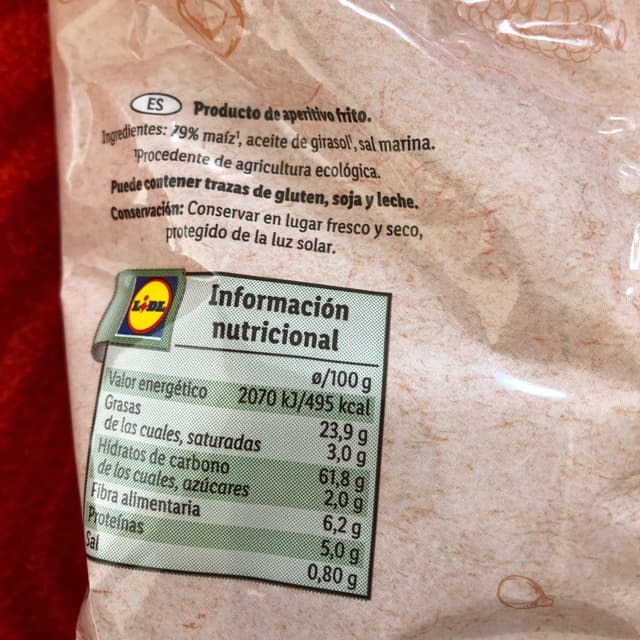 ES Producto de aperitivo frito.
Ingredientes: 79% maíz¹, aceite de girasol¹, sal marina.
¹Procedente de agricultura ecológica.
Puede contener trazas de gluten, soja y leche.
Conservación: Conservar en lugar fresco y seco,
protegido de la luz solar.
LiDL
Información
nutricional
ø/100 g
Valor energético 2070 kJ/495 kcal
Grasas 23,9 g
de las cuales, saturadas 3,0 g
Hidratos de carbono 61,8 g
de los cuales, azúcares 2,0 g
Fibra alimentaria 6,2 g
Proteínas 5,0 g
Sal 0,80 g